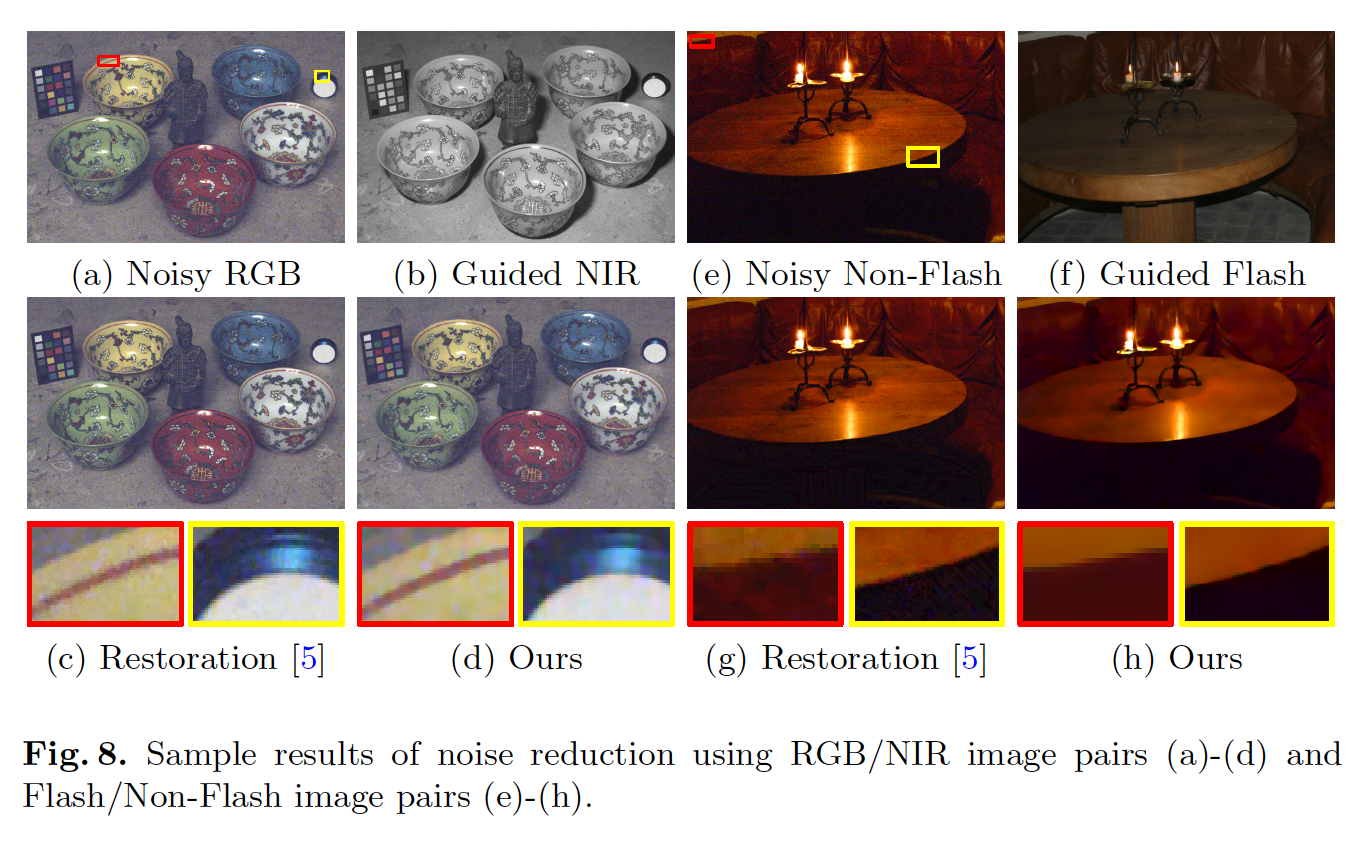 (a) Noisy RGB
(b) Guided NIR
(e) Noisy Non-Flash
(f) Guided Flash
(c) Restoration [5]
(d) Ours
(g) Restoration [5]
(h) Ours
Fig. 8. Sample results of noise reduction using RGB/NIR image pairs (a)-(d) and
Flash/Non-Flash image pairs (e)-(h).